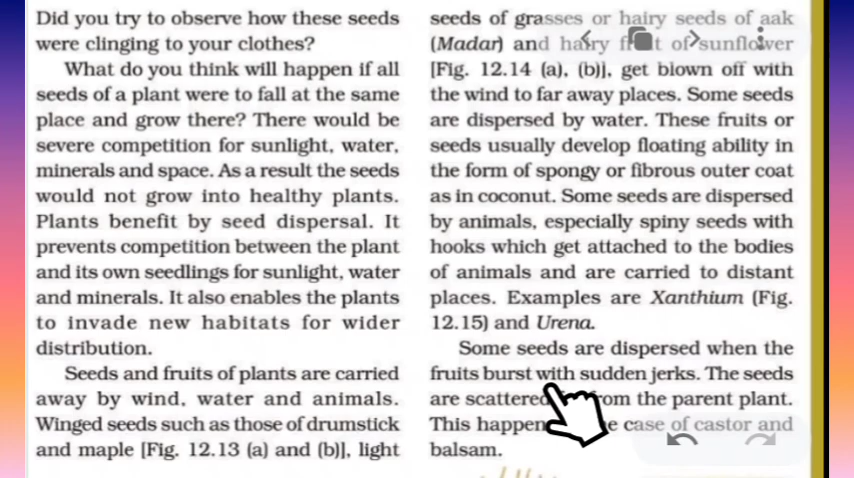 Did you try to observe how these seeds
were clinging to your clothes?
What do you think will happen if all
seeds of a plant were to fall at the same
place and grow there? There would be
severe competition for sunlight, water,
minerals and space. As a result the seeds
would not grow into healthy plants.
Plants benefit by seed dispersal. It
prevents competition between the plant
and its own seedlings for sunlight, water
and minerals. It also enables the plants
to invade new habitats for wider
distribution.
Seeds and fruits of plants are carried
away by wind, water and animals.
Winged seeds such as those of drumstick
and maple [Fig. 12.13 (a) and (b)], light
seeds of grasses or hairy seeds of aak
(Madar) and hairy of sunflower
[Fig. 12.14 (a), (b)], get blown off with
the wind to far away places. Some seeds
are dispersed by water. These fruits or
seeds usually develop floating ability in
the form of spongy or fibrous outer coat
as in coconut. Some seeds are dispersed
by animals, especially spiny seeds with
hooks which get attached to the bodies
of animals and are carried to distant
places. Examples are Xanthium (Fig.
12.15) and Urena.
Some seeds are dispersed when the
fruits burst with sudden jerks. The seeds
are scattered from the parent plant.
This case of castor and
balsam.